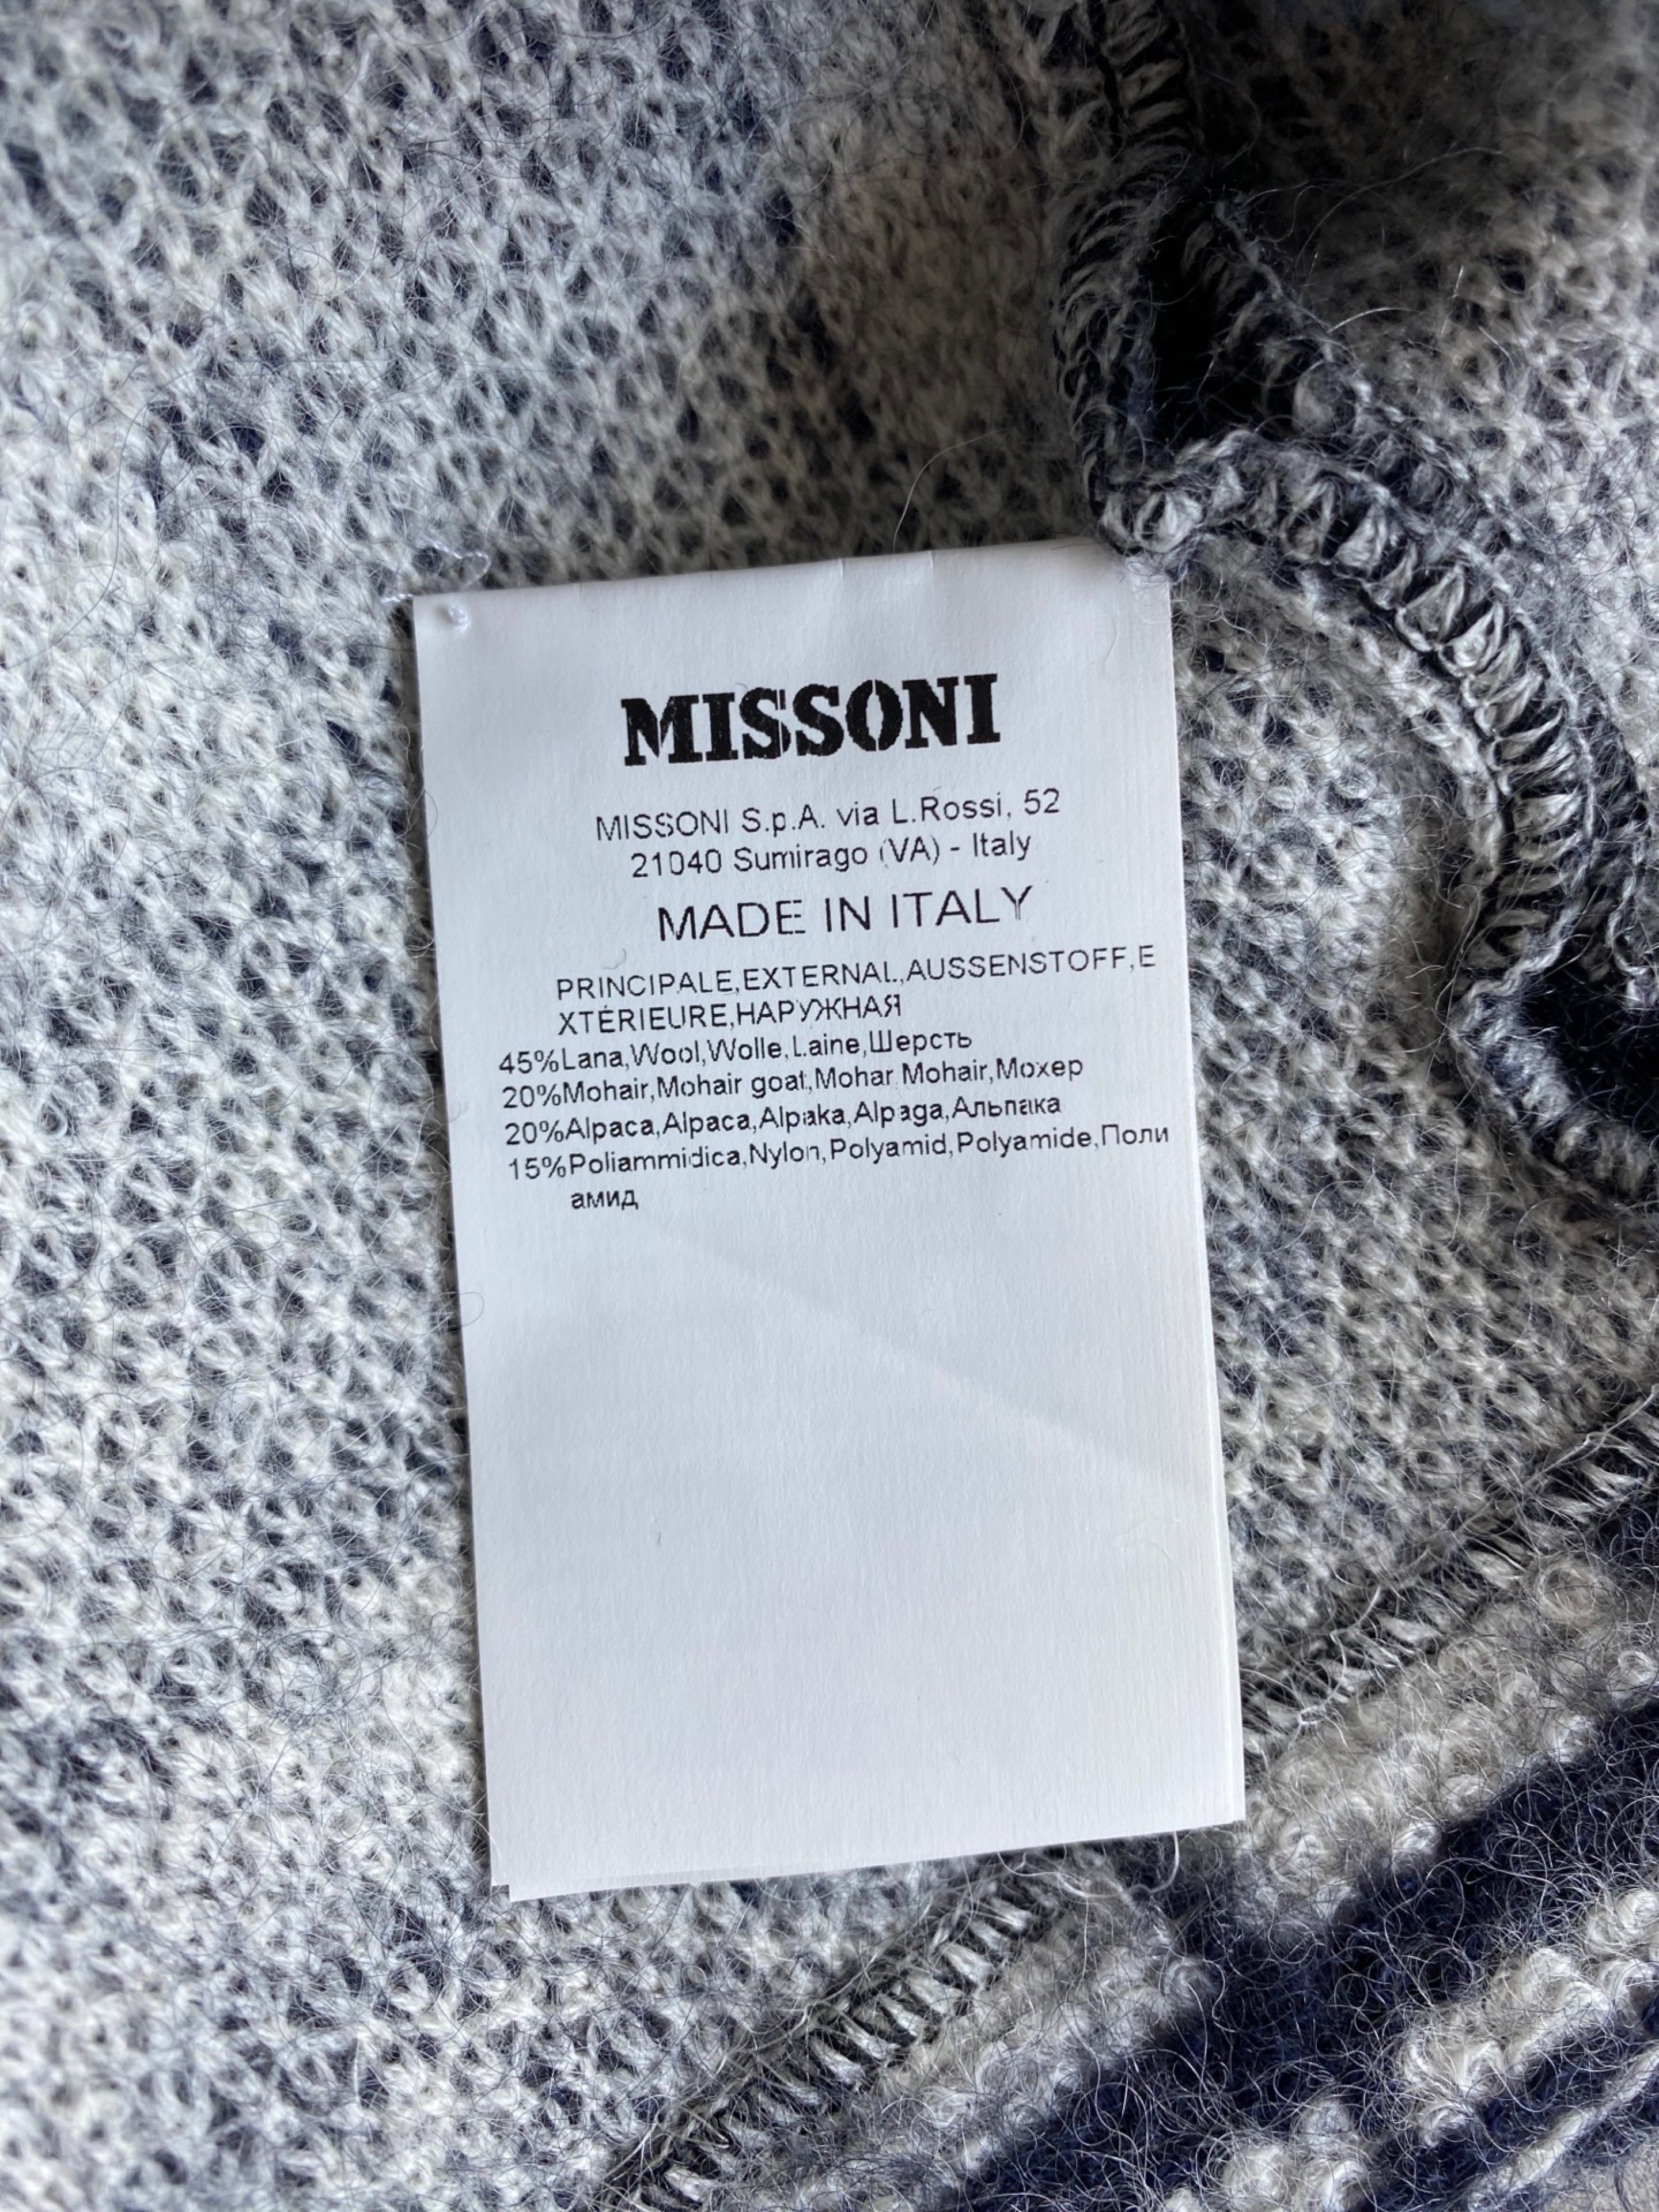 MISSONI
MISSONI S.p.A. via L.Rossi, 52
21040 Sumirago (VA) - Italy
MADE IN ITALY
PRINCIPALE,EXTERNAL,AUSSENSTOFF,E
XTÉRIEURE,НАРУЖНАЯ
45%Lana,Wool,Wolle,Laine,Шерсть
20%Mohair,Mohair goat,Mohar,Mohair,Мохер
20%Alpaca,Alpaca,Alpaka,Alpaga,Альпака
15%Poliammidica,Nylon,Polyamid,Polyamide,Поли
амид